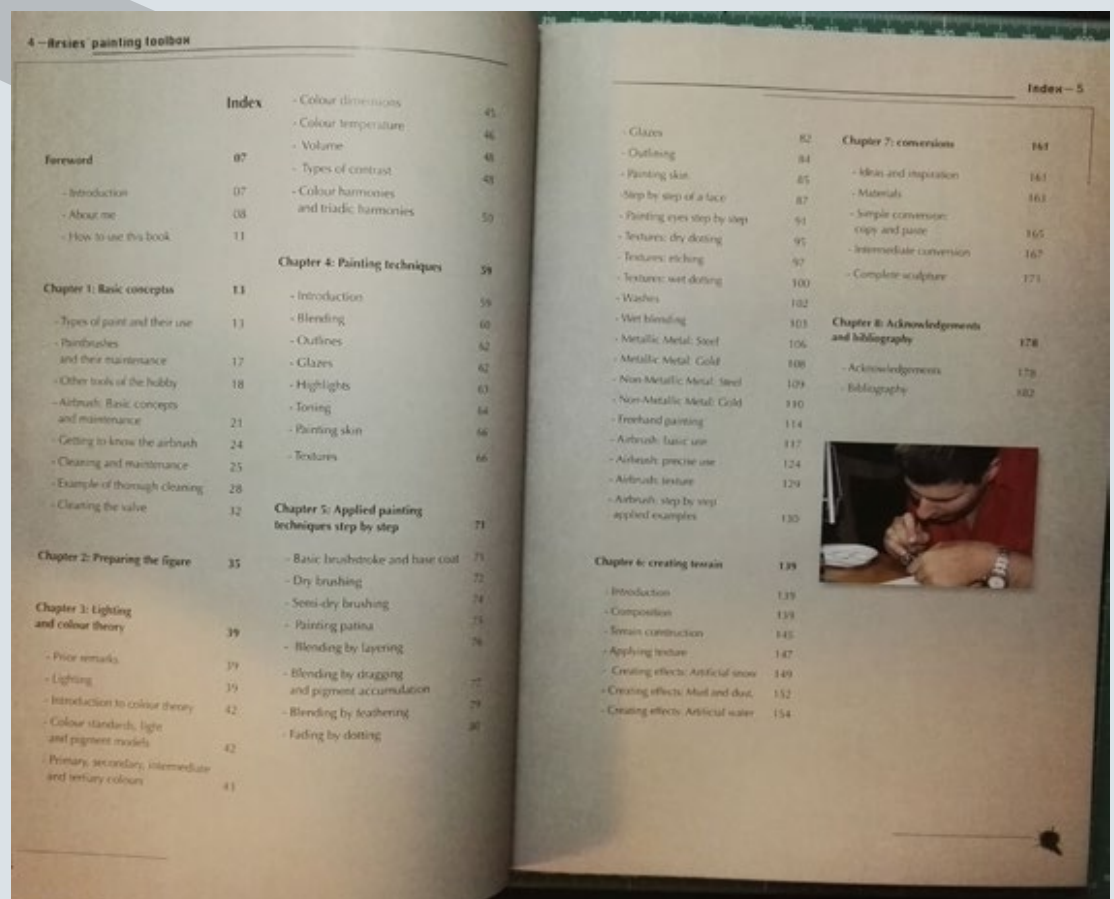 4 — Arsies' painting toolbox
Index
Foreword 07
- Introduction 07
- About me 08
- How to use this book 11
Chapter 1: Basic conceptss 13
- Types of paint and their use 13
- Paintbrushes
and their maintenance 17
- Other tools of the hobby 18
- Airbrush: Basic concepts
and maintenance 21
- Getting to know the airbrush 24
- Cleaning and maintenance 25
- Example of thorough cleaning 28
- Cleaning the valve 32
Chapter 2: Preparing the figure 35
Chapter 3: Lighting
and colour theory 39
- Prior remarks 39
- Lighting 39
- Introduction to colour theory 42
- Colour standards, light
and pigment models 42
- Primary, secondary, intermediate
and tertiary colours 43
- Colour dimensions 45
- Colour temperature 46
- Volume 48
- Types of contrast 48
- Colour harmonies
and triadic harmonies 50
Chapter 4: Painting techniques 59
- Introduction 59
- Blending 60
- Outlines 62
- Glazes 62
- Highlights 63
- Toning 64
- Painting skin 66
- Textures 66
Chapter 5: Applied painting
techniques step by step 71
- Basic brushstroke and base coat 71
- Dry brushing 72
- Semi-dry brushing 74
- Painting patina 75
- Blending by layering 76
- Blending by dragging
and pigment accumulation 77
- Blending by feathering 79
- Fading by dotting 80
Index — 5
- Glazes 82
- Outlining 84
- Painting skin 85
-Step by step of a face 87
- Painting eyes step by step 91
- Textures: dry dotting 95
- Textures: etching 97
- Textures: wet dotting 100
- Washes 102
- Wet blending 103
- Metallic Metal: Steel 106
- Metallic Metal: Gold 108
- Non-Metallic Metal: Steel 109
- Non-Metallic Metal: Gold 110
- Freehand painting 114
- Airbrush: basic use 117
- Airbrush: precise use 124
- Airbrush: texture 129
- Airbrush: step by step
applied examples 130
Chapter 6: creating terrain 139
- Introduction 139
- Composition 139
- Terrain construction 145
- Applying texture 147
- Creating effects: Artificial snow 149
- Creating effects: Mud and dust, 152
- Creating effects: Artificial water 154
Chapter 7: conversions 161
- Ideas and inspiration 161
- Materials 163
- Simple conversion:
copy and paste 165
- Intermediate conversion 167
- Complete sculpture 173
Chapter 8: Acknowledgements
and bibliography 178
- Acknowledgements 178
- Bibliography 182